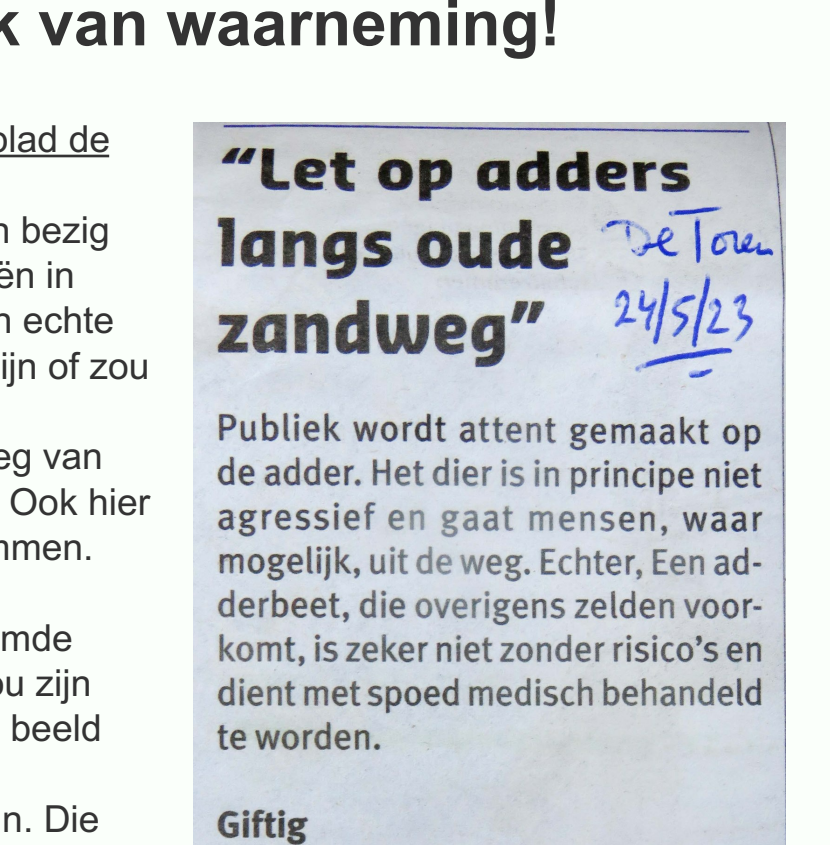 k van waarneming!
blad de
n bezig
ën in
n echte
ijn of zou
eg van
Ook hier
mmen.
mde
ou zijn
beeld
n. Die
“Let op adders
langs oude
zandweg”
De Toren
24/5/23
Publiek wordt attent gemaakt op
de adder. Het dier is in principe niet
agressief en gaat mensen, waar
mogelijk, uit de weg. Echter, Een ad-
derbeet, die overigens zelden voor-
komt, is zeker niet zonder risico’s en
dient met spoed medisch behandeld
te worden.
Giftig